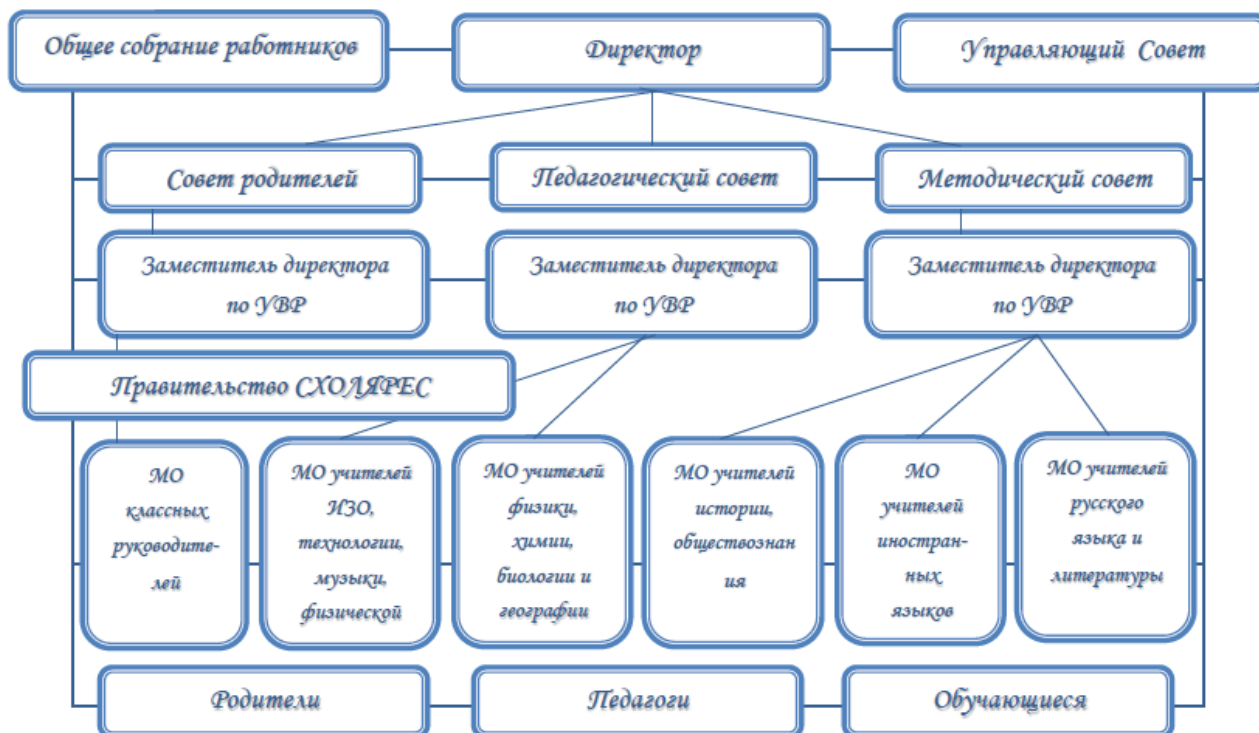 Общее собрание работников
Директор
Управляющий Совет
Совет родителей
Педагогический совет
Методический совет
Заместитель директора
по УВР
Заместитель директора
по УВР
Заместитель директора
по УВР
Правительство СХОЛЯРЕС
МО
классных
руководите-
лей
МО учителей
ИЗО,
технологии,
музыки,
физической
МО учителей
физики,
химии,
биологии и
географии
МО учителей
истории,
обществознан
ия
МО
учителей
иностран-
ных
языков
МО учителей
русского
языка и
литературы
Родители
Педагоги
Обучающиеся